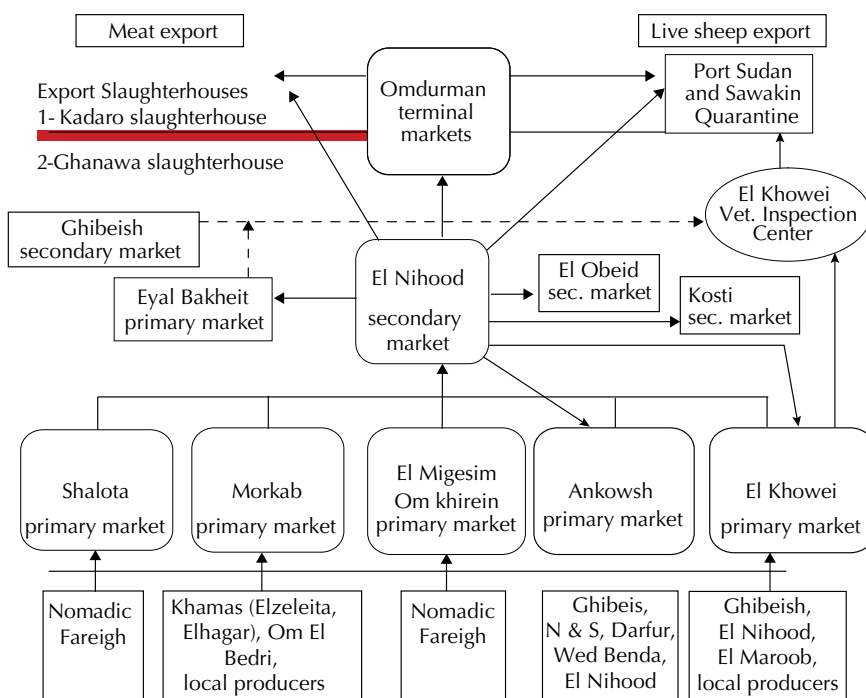 Meat export
Live sheep export
Export Slaughterhouses
1- Kadaro slaughterhouse
2-Ghanawa slaughterhouse
Omdurman
terminal
markets
Port Sudan
and Sawakin
Quarantine
Ghibeish
secondary market
El Khowei
Vet. Inspection
Center
Eyal Bakheit
primary market
El Nihood
secondary
market
El Obeid
sec. market
Kosti
sec. market
Shalota
primary market
Morkab
primary market
El Migesim
Om khirein
primary market
Ankowsh
primary market
El Khowei
primary market
Nomadic
Fareigh
Khamas (Elzeleita,
Elhagar), Om El
Bedri,
local producers
Nomadic
Fareigh
Ghibeis,
N & S, Darfur,
Wed Benda,
El Nihood
Ghibeish,
El Nihood,
El Maroob,
local producers